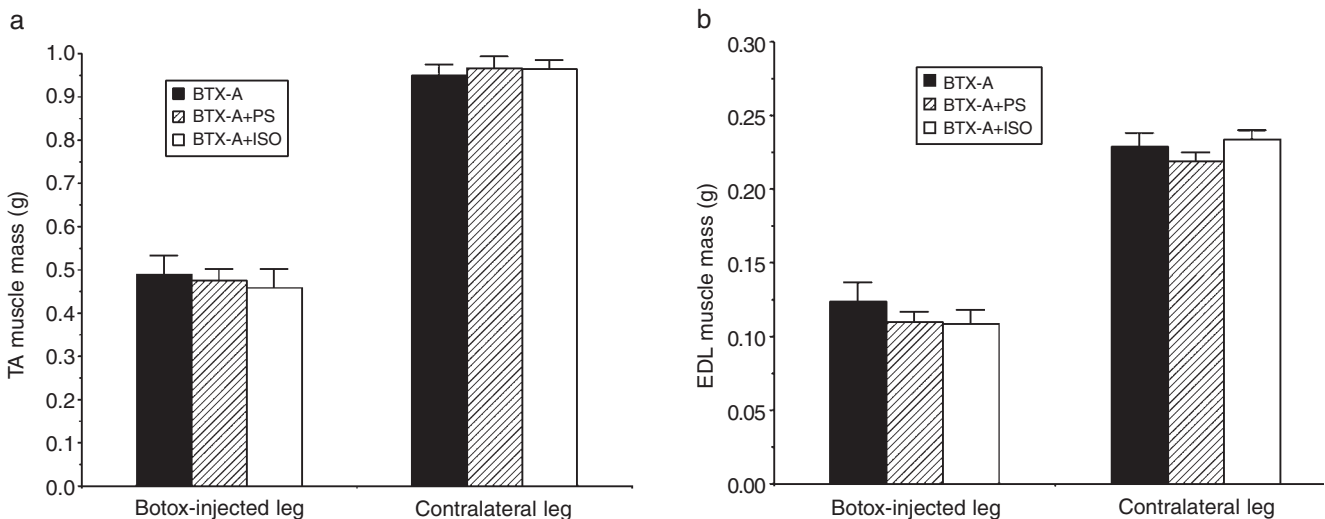 a
TA muscle mass (g)
1.0
0.9
0.8
0.7
0.6
0.5
0.4
0.3
0.2
0.1
0.0
BTX-A
BTX-A+PS
BTX-A+ISO
Botox-injected leg
Contralateral leg
b
EDL muscle mass (g)
0.30
0.25
0.20
0.15
0.10
0.05
0.00
BTX-A
BTX-A+PS
BTX-A+ISO
Botox-injected leg
Contralateral leg